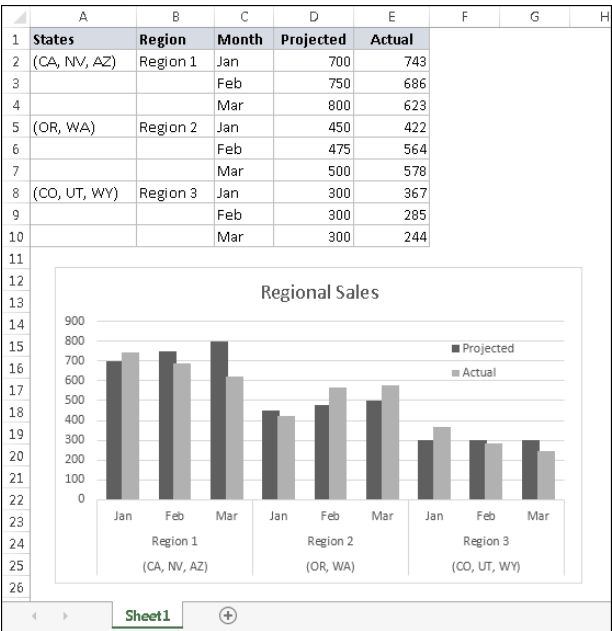 A B C D E F G H
1 States Region Month Projected Actual
2 (CA, NV, AZ) Region 1 Jan 700 743
3 Feb 750 686
4 Mar 800 623
5 (OR, WA) Region 2 Jan 450 422
6 Feb 475 564
7 Mar 500 578
8 (CO, UT, WY) Region 3 Jan 300 367
9 Feb 300 285
10 Mar 300 244
11
12
13
14
15
16
17
18
19
20
21
22
23
24
25
26
Regional Sales
900
800
700
600
500
400
300
200
100
0
Projected
Actual
Jan Feb Mar Jan Feb Mar Jan Feb Mar
Region 1 Region 2 Region 3
(CA, NV, AZ) (OR, WA) (CO, UT, WY)
Sheet1